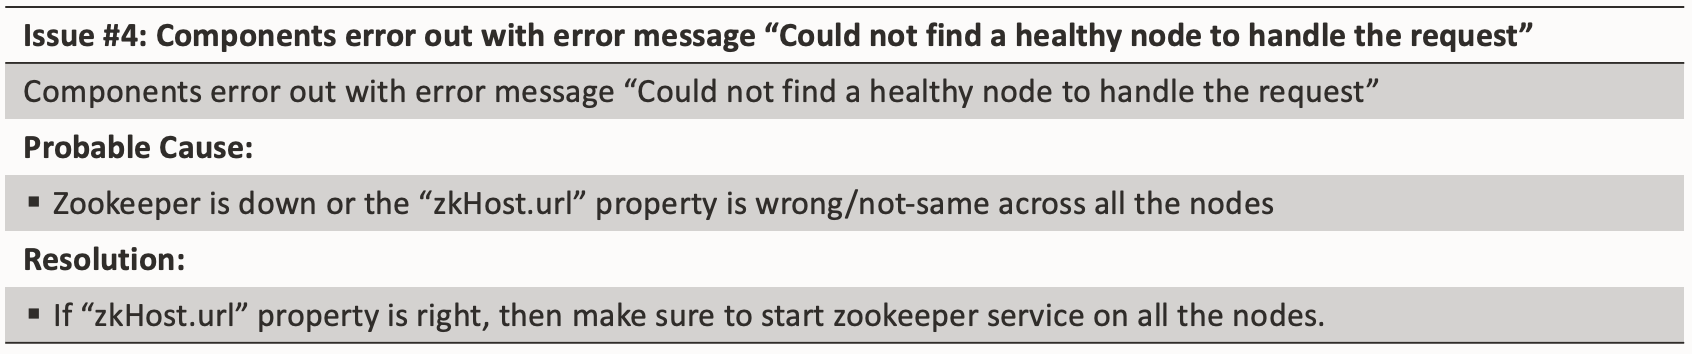 Issue #4: Components error out with error message “Could not find a healthy node to handle the request”
Components error out with error message “Could not find a healthy node to handle the request”
Probable Cause:
▪ Zookeeper is down or the “zkHost.url” property is wrong/not-same across all the nodes
Resolution:
▪ If “zkHost.url” property is right, then make sure to start zookeeper service on all the nodes.